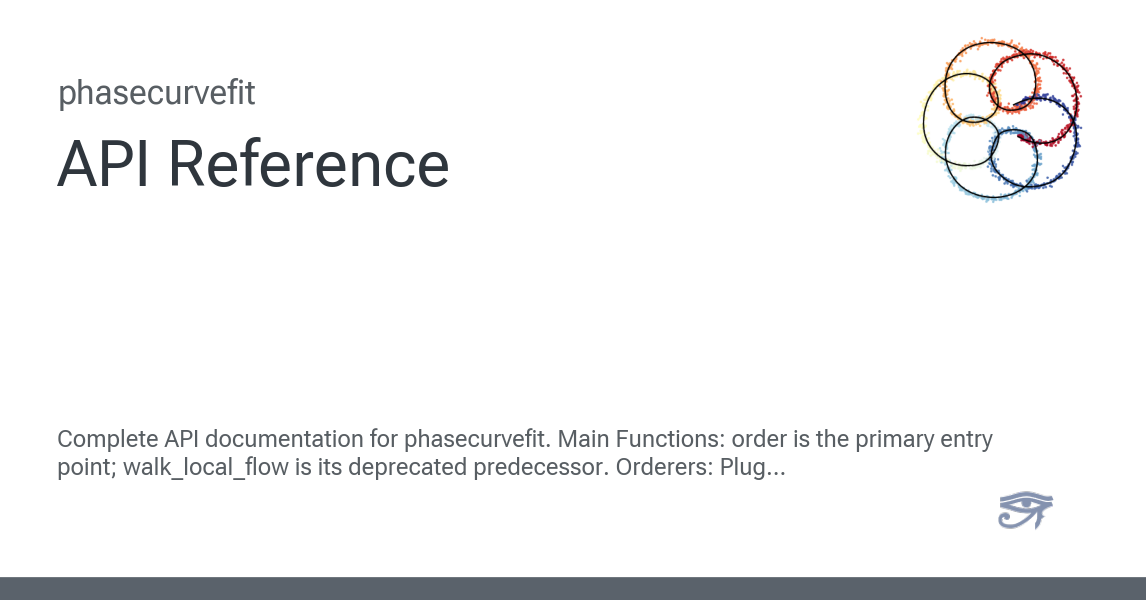 phasecurvefit
API Reference
Complete API documentation for phasecurvefit. Main Functions: order is the primary entry
point; walk_local_flow is its deprecated predecessor. Orderers: Plug...